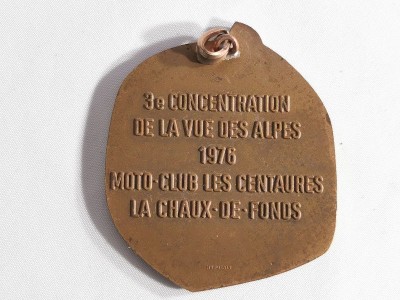 3e CONCENTRATION
DE LA VUE DES ALPES
1976
MOTO-CLUB LES CENTAURES
LA CHAUX-DE-FONDS